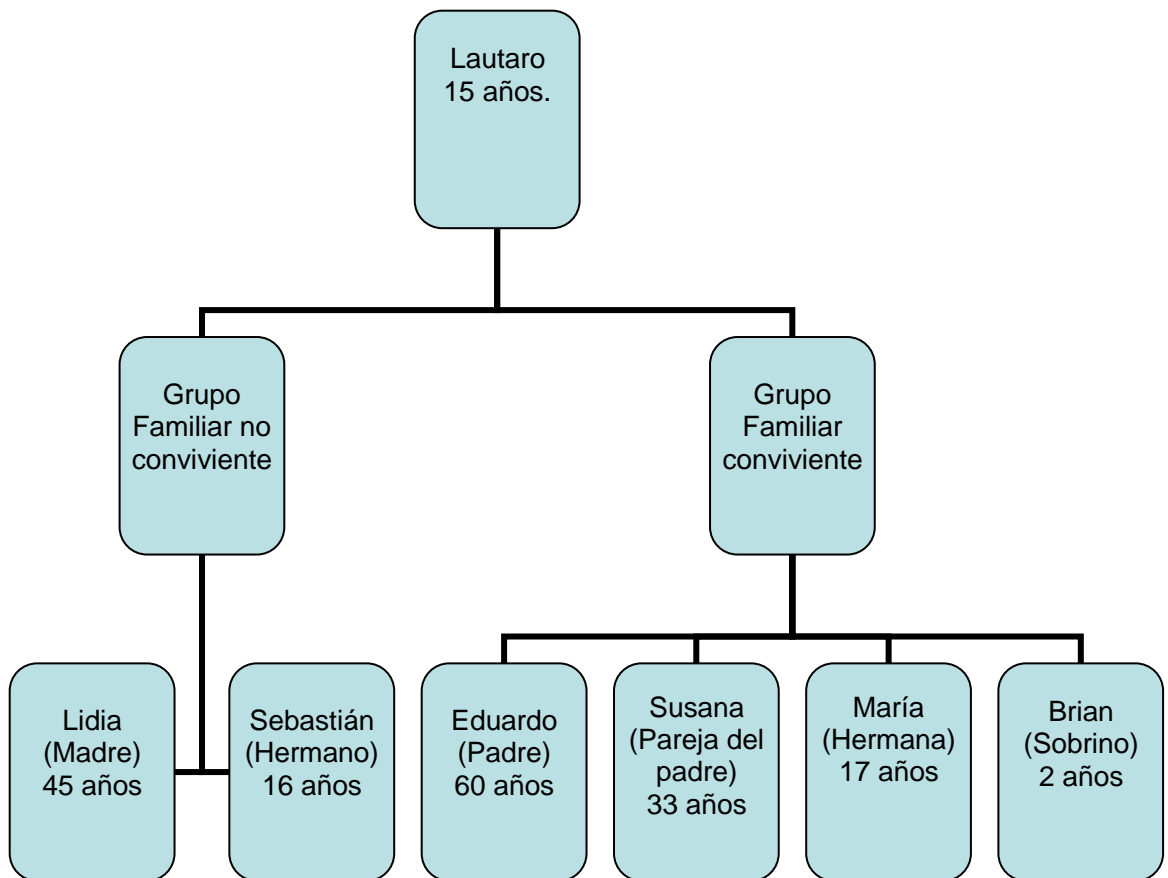 Lautaro
15 años.
Grupo
Familiar no
conviviente
Grupo
Familiar
conviviente
Lidia
(Madre)
45 años
Sebastián
(Hermano)
16 años
Eduardo
(Padre)
60 años
Susana
(Pareja del
padre)
33 años
María
(Hermana)
17 años
Brian
(Sobrino)
2 años